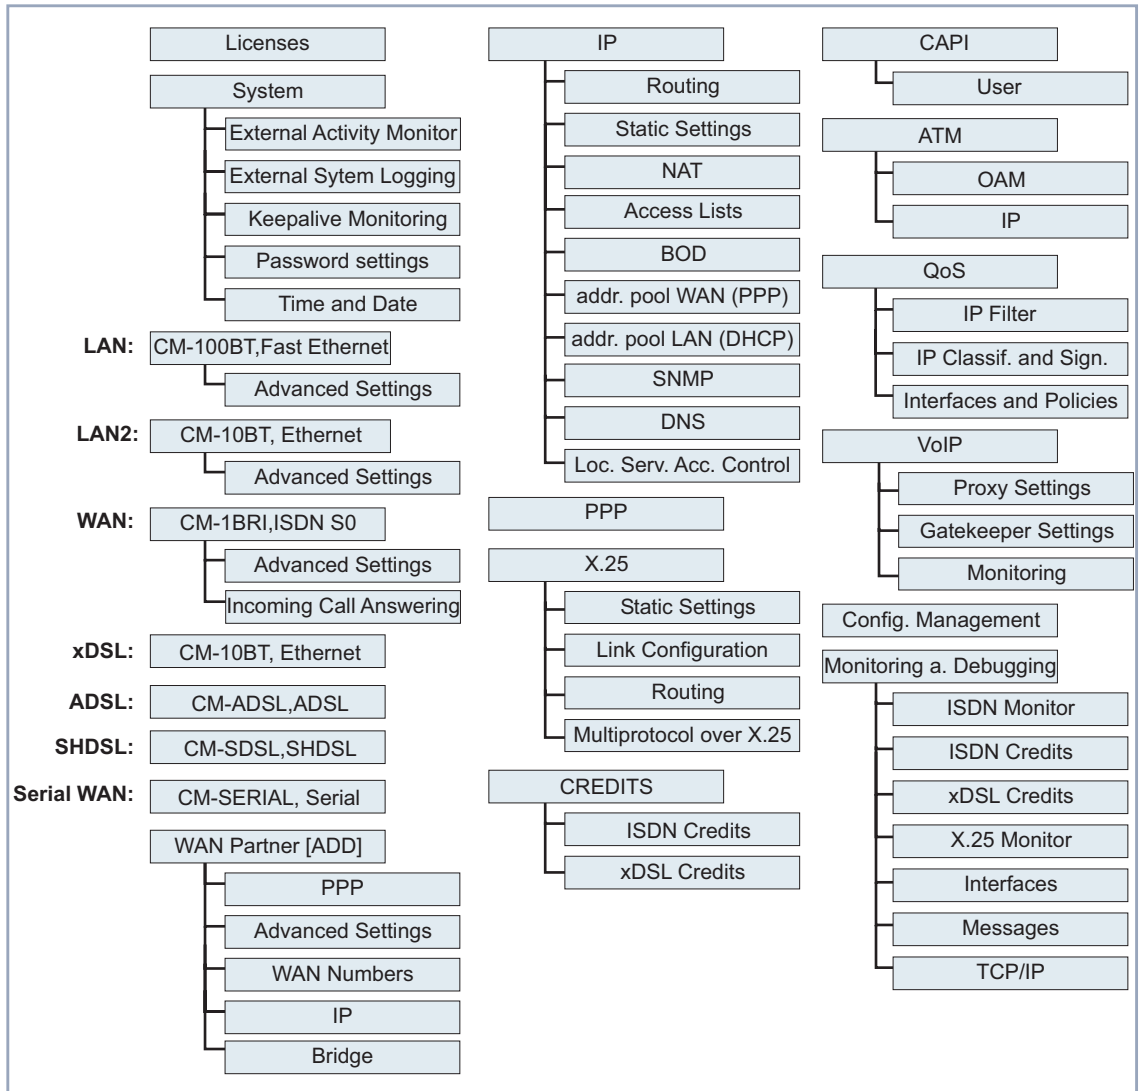 Licenses
System
External Activity Monitor
External Sytem Logging
Keepalive Monitoring
Password settings
Time and Date
LAN: CM-100BT,Fast Ethernet
Advanced Settings
LAN2: CM-10BT, Ethernet
Advanced Settings
WAN: CM-1BRI,ISDN S0
Advanced Settings
Incoming Call Answering
xDSL: CM-10BT, Ethernet
ADSL: CM-ADSL,ADSL
SHDSL: CM-SDSL,SHDSL
Serial WAN: CM-SERIAL, Serial
WAN Partner [ADD]
PPP
Advanced Settings
WAN Numbers
IP
Bridge
IP
Routing
Static Settings
NAT
Access Lists
BOD
addr. pool WAN (PPP)
addr. pool LAN (DHCP)
SNMP
DNS
Loc. Serv. Acc. Control
PPP
X.25
Static Settings
Link Configuration
Routing
Multiprotocol over X.25
CREDITS
ISDN Credits
xDSL Credits
CAPI
User
ATM
OAM
IP
QoS
IP Filter
IP Classif. and Sign.
Interfaces and Policies
VoIP
Proxy Settings
Gatekeeper Settings
Monitoring
Config. Management
Monitoring a. Debugging
ISDN Monitor
ISDN Credits
xDSL Credits
X.25 Monitor
Interfaces
Messages
TCP/IP